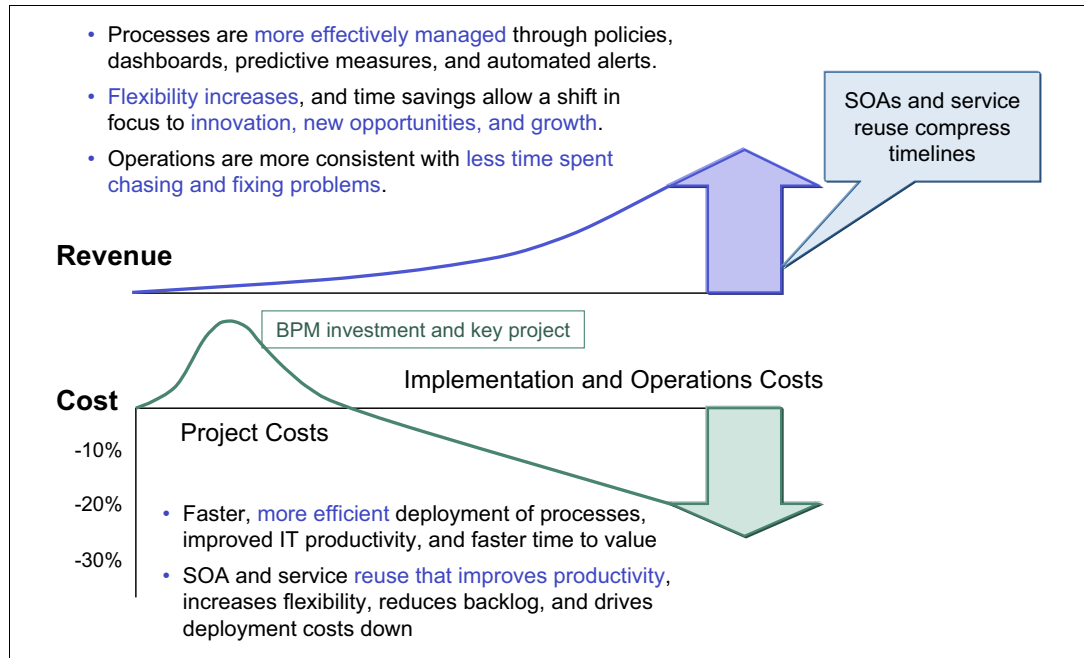 • Processes are more effectively managed through policies,
dashboards, predictive measures, and automated alerts.
• Flexibility increases, and time savings allow a shift in
focus to innovation, new opportunities, and growth.
• Operations are more consistent with less time spent
chasing and fixing problems.
SOAs and service
reuse compress
timelines
Revenue
BPM investment and key project
Implementation and Operations Costs
Cost
Project Costs
-10%
-20%
-30%
• Faster, more efficient deployment of processes,
improved IT productivity, and faster time to value
• SOA and service reuse that improves productivity,
increases flexibility, reduces backlog, and drives
deployment costs down